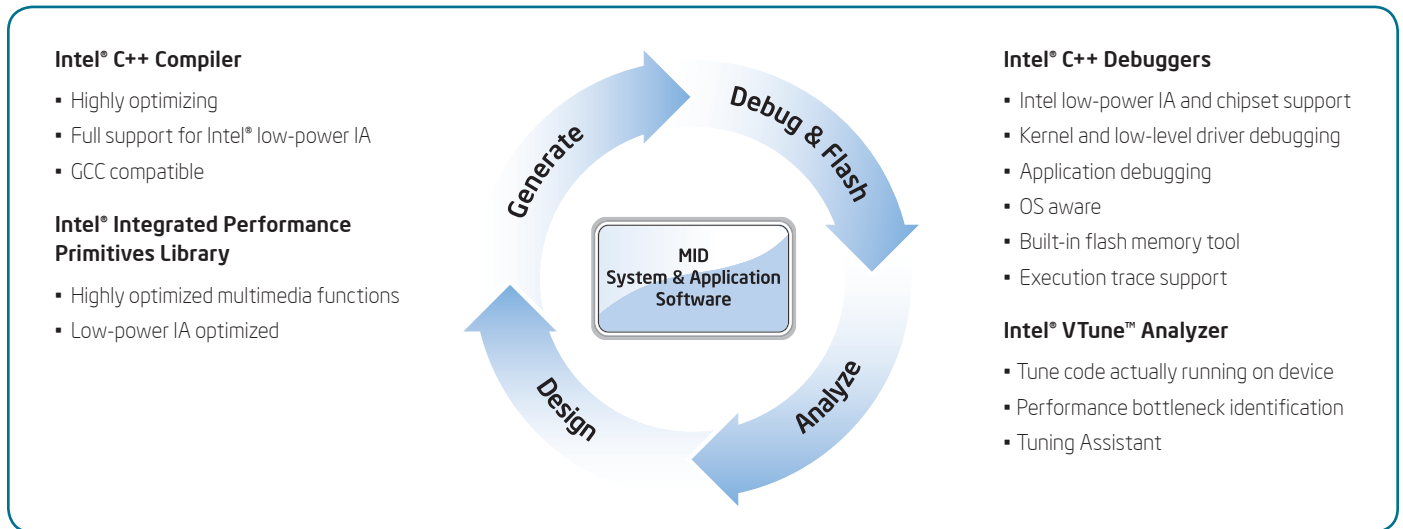 Intel® C++ Compiler
▪ Highly optimizing
▪ Full support for Intel® low-power IA
▪ GCC compatible
Intel® Integrated Performance
Primitives Library
▪ Highly optimized multimedia functions
▪ Low-power IA optimized
Generate
Debug & Flash
MID
System & Application
Software
Design
Analyze
Intel® C++ Debuggers
▪ Intel low-power IA and chipset support
▪ Kernel and low-level driver debugging
▪ Application debugging
▪ OS aware
▪ Built-in flash memory tool
▪ Execution trace support
Intel® VTune™ Analyzer
▪ Tune code actually running on device
▪ Performance bottleneck identification
▪ Tuning Assistant